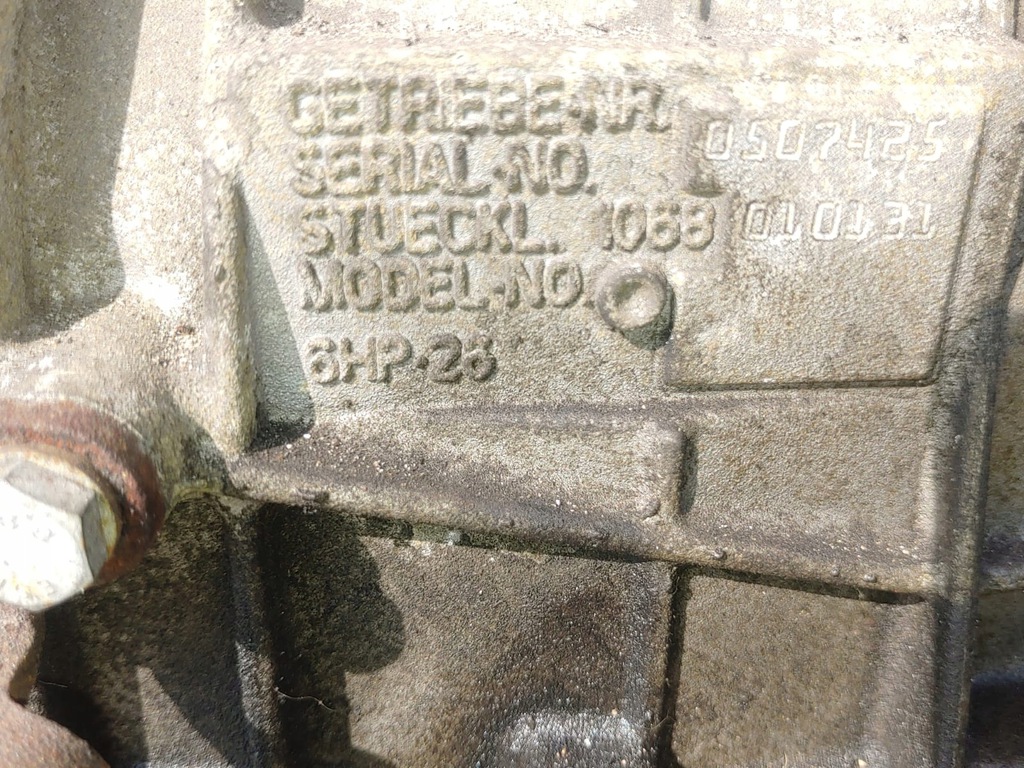 GETRIEBE-NR.
SERIAL-NO. 0507425
STUECKL. 1068 010131
MODEL-NO.
6HP-26